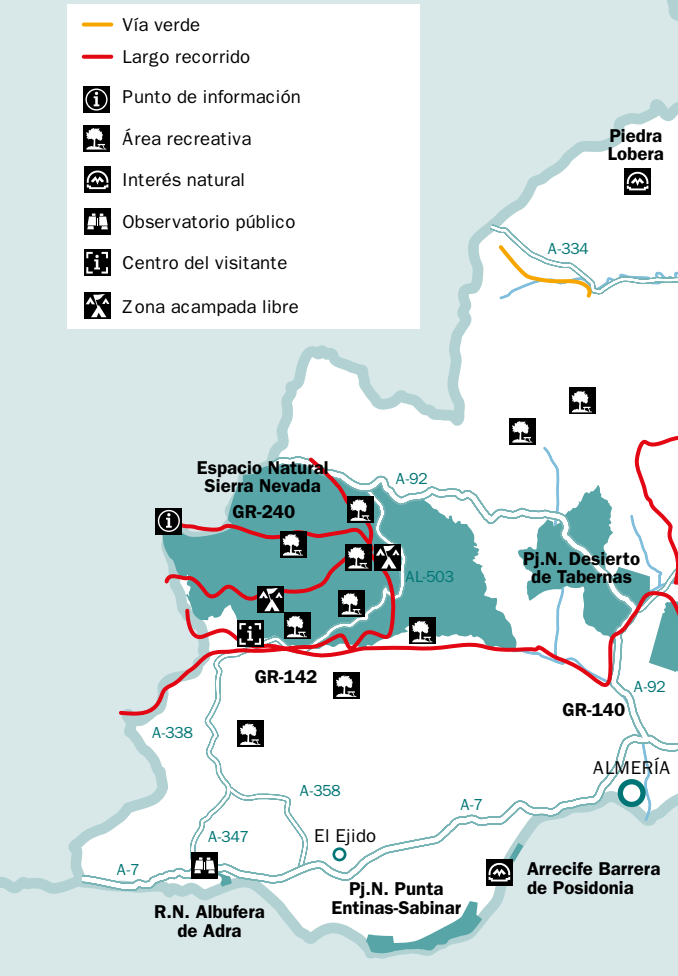 Vía verde
Largo recorrido
Punto de información
Área recreativa
Interés natural
Observatorio público
Centro del visitante
Zona acampada libre
Piedra
Lobera
A-334
Espacio Natural
Sierra Nevada
GR-240
A-92
Pj.N. Desierto
de Tabernas
AL-503
GR-142
A-92
GR-140
A-338
ALMERÍA
A-358
A-7
A-347
El Ejido
A-7
Arrecife Barrera
de Posidonia
Pj.N. Punta
Entinas-Sabinar
R.N. Albufera
de Adra